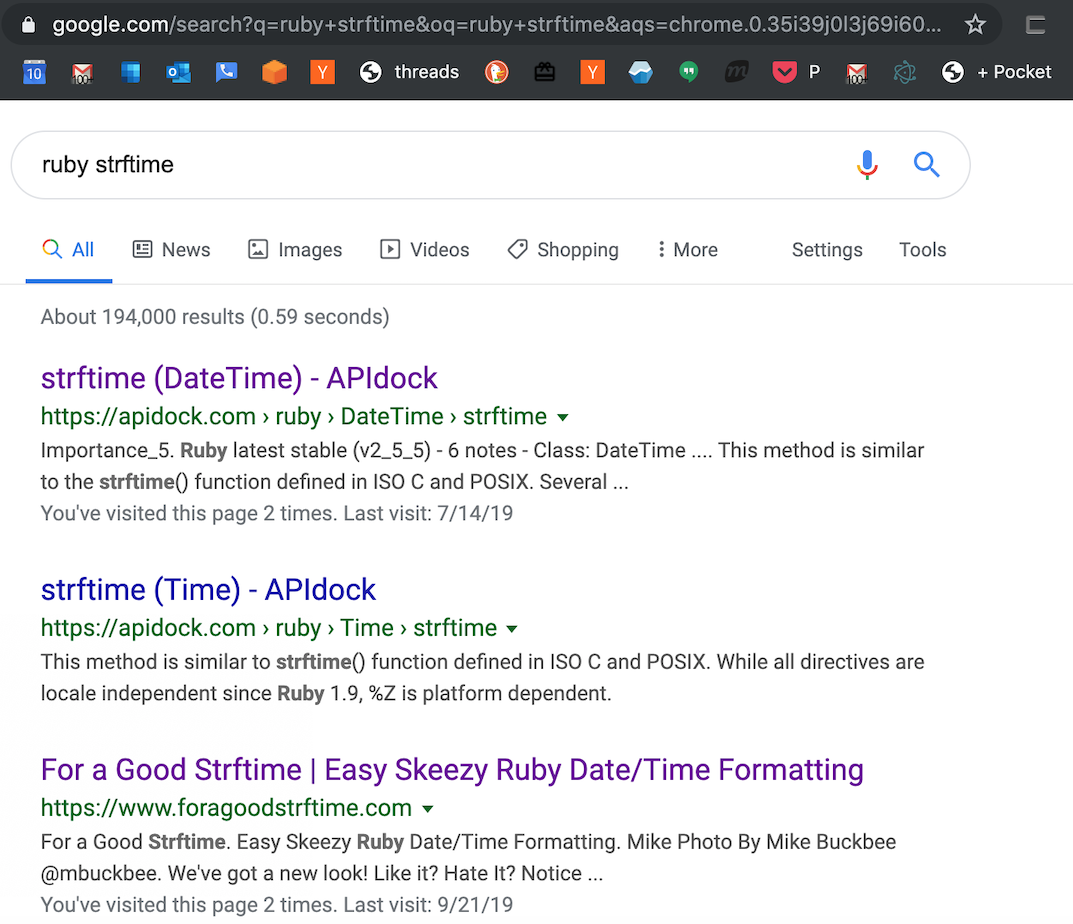 google.com/search?q=ruby+strftime&oq=ruby+strftime&aqs=chrome.0.35i39j0l3j69i60...
10 100+ Y threads Y m P 100+ + Pocket
ruby strftime
All News Images Videos Shopping More Settings Tools
About 194,000 results (0.59 seconds)
strftime (DateTime) - APIdock
https://apidock.com › ruby › DateTime › strftime
Importance_5. Ruby latest stable (v2_5_5) - 6 notes - Class: DateTime .... This method is similar
to the strftime() function defined in ISO C and POSIX. Several ...
You've visited this page 2 times. Last visit: 7/14/19
strftime (Time) - APIdock
https://apidock.com › ruby › Time › strftime
This method is similar to strftime() function defined in ISO C and POSIX. While all directives are
locale independent since Ruby 1.9, %Z is platform dependent.
For a Good Strftime | Easy Skeezy Ruby Date/Time Formatting
https://www.foragoodstrftime.com
For a Good Strftime. Easy Skeezy Ruby Date/Time Formatting. Mike Photo By Mike Buckbee
@mbuckbee. We've got a new look! Like it? Hate It? Notice ...
You've visited this page 2 times. Last visit: 9/21/19